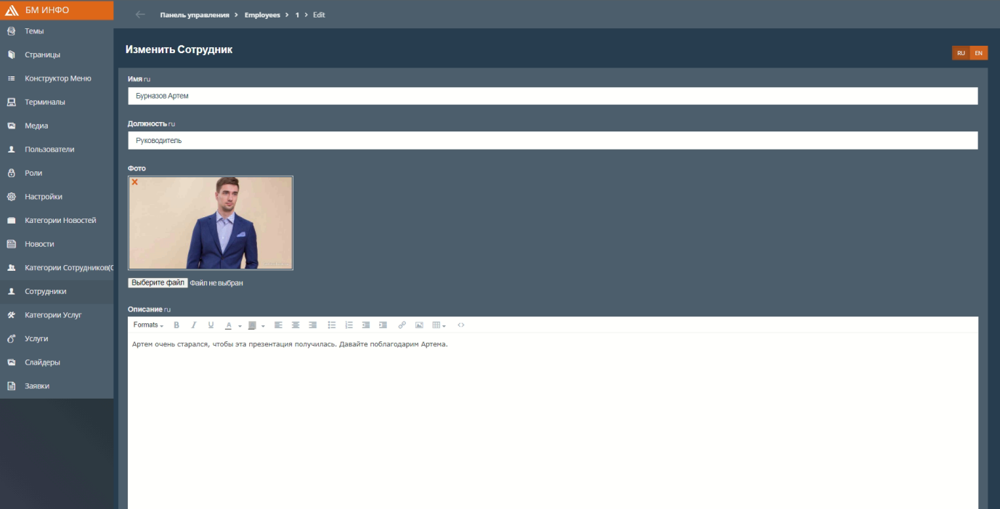 БМ ИНФО
Панель управления > Employees > 1 > Edit
Темы
Страницы
Конструктор Меню
Терминалы
Медиа
Пользователи
Роли
Настройки
Категории Новостей
Новости
Категории Сотрудников(С
Сотрудники
Категории Услуг
Услуги
Слайдеры
Заявки
Изменить Сотрудник
RU EN
Имя ru
Бурназов Артем
Должность ru
Руководитель
Фото
Выберите файл Файл не выбран
Описание ru
Formats B I U A
Артем очень старался, чтобы эта презентация получилась. Давайте поблагодарим Артема.